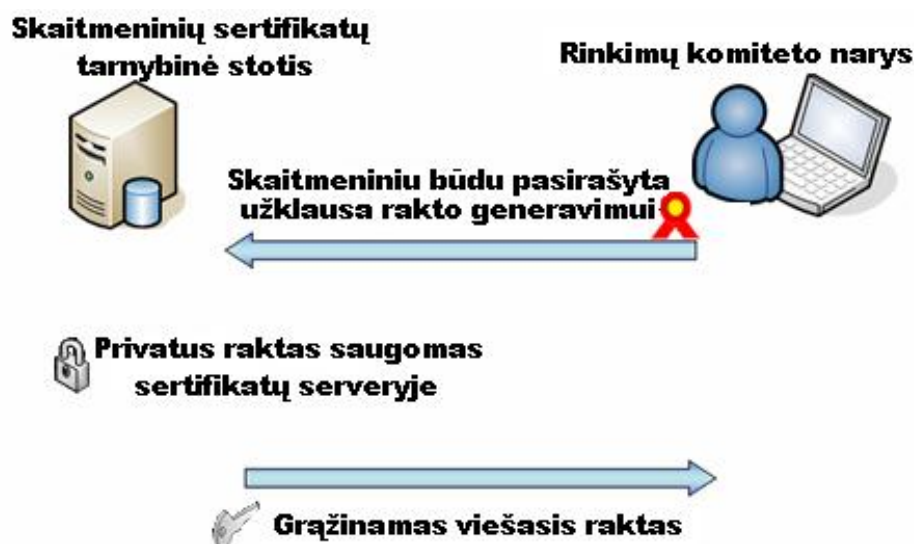 Skaitmeninių sertifikatų
tarnybinė stotis
Rinkimų komiteto narys
Skaitmeniniu būdu pasirašyta
užklausa rakto generavimui
Privatus raktas saugomas
sertifikatų serveryje
Grąžinamas viešasis raktas